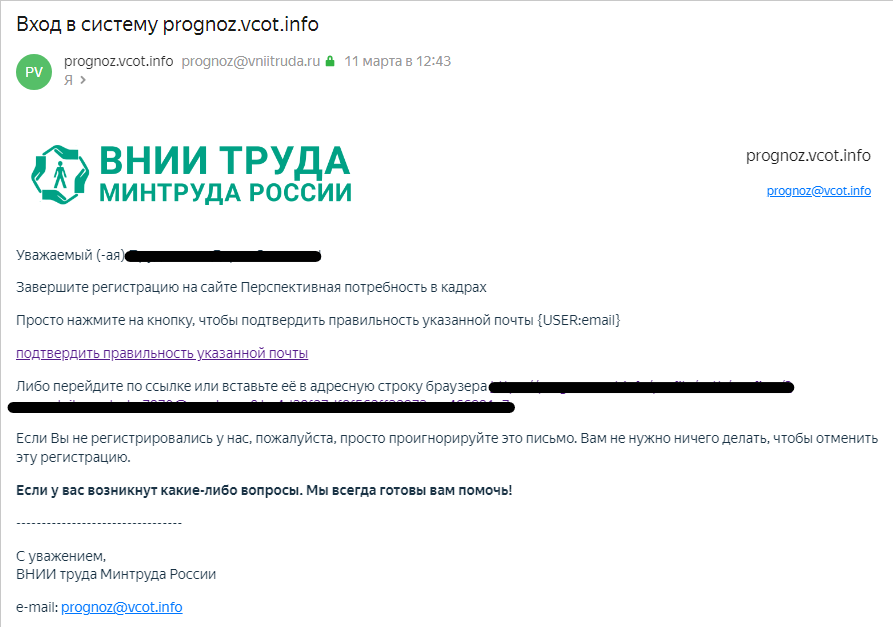 Вход в систему prognoz.vcot.info
prognoz.vcot.info prognoz@vniitruda.ru 11 марта в 12:43
PV
Я
ВНИИ ТРУДА
МИНТРУДА РОССИИ
prognoz.vcot.info
prognoz@vcot.info
Уважаемый (-ая)
Завершите регистрацию на сайте Перспективная потребность в кадрах
Просто нажмите на кнопку, чтобы подтвердить правильность указанной почты {USER:email}
подтвердить правильность указанной почты
Либо перейдите по ссылке или вставьте её в адресную строку браузера
Если Вы не регистрировались у нас, пожалуйста, просто проигнорируйте это письмо. Вам не нужно ничего делать, чтобы отменить
эту регистрацию.
Если у вас возникнут какие-либо вопросы. Мы всегда готовы вам помочь!
---------------------------------
С уважением,
ВНИИ труда Минтруда России
e-mail: prognoz@vcot.info